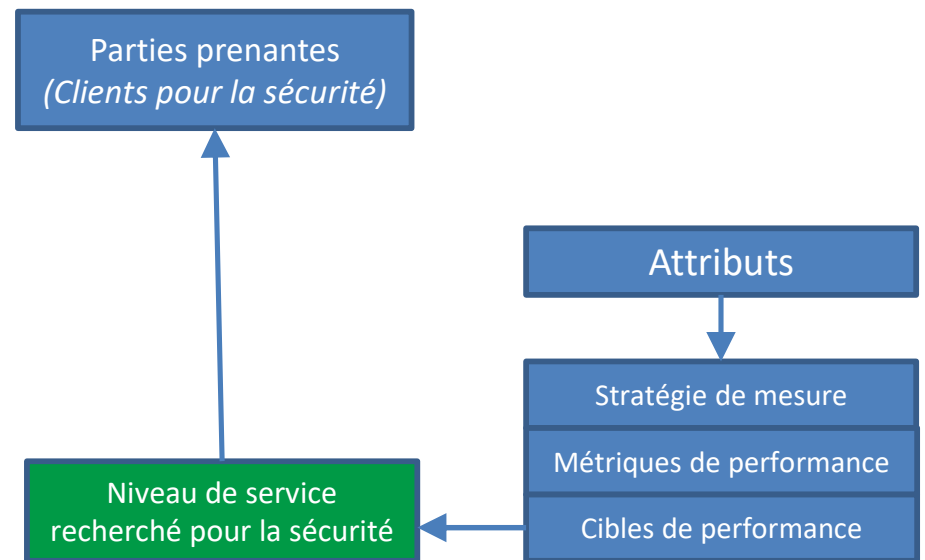 Parties prenantes
(Clients pour la sécurité)
Attributs
Stratégie de mesure
Métriques de performance
Cibles de performance
Niveau de service
recherché pour la sécurité